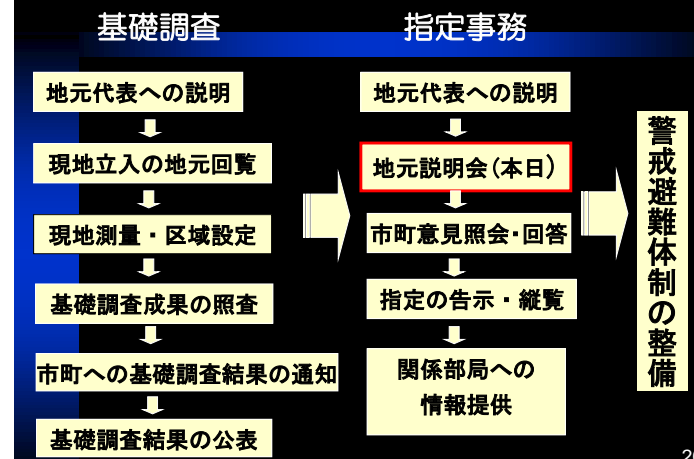 基礎調査
地元代表への説明
現地立入の地元回覧
現地測量・区域設定
基礎調査成果の照査
市町への基礎調査結果の通知
基礎調査結果の公表
指定事務
地元代表への説明
地元説明会(本日)
市町意見照会・回答
指定の告示・縦覧
関係部局への
情報提供
警戒避難体制の整備
2